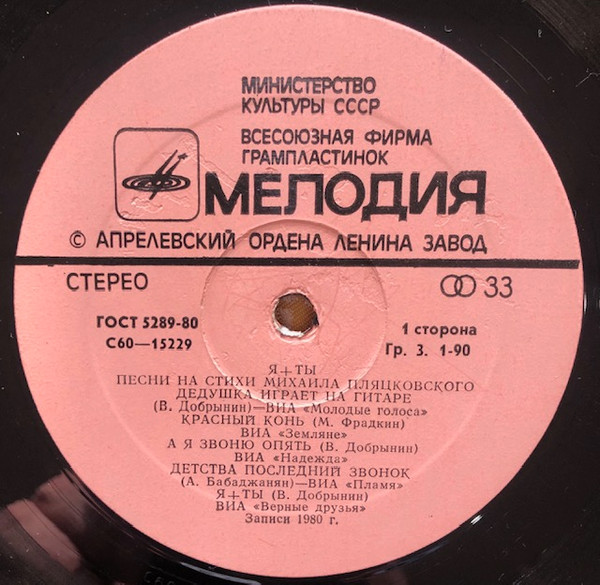 МИНИСТЕРСТВО
КУЛЬТУРЫ СССР
ВСЕСОЮЗНАЯ ФИРМА
ГРАМПЛАСТИНОК
МЕЛОДИЯ
© АПРЕЛЕВСКИЙ ОРДЕНА ЛЕНИНА ЗАВОД
СТЕРЕО
33
ГОСТ 5289-80
С60—15229
1 сторона
Гр. 3. 1-90
Я+ТЫ
ПЕСНИ НА СТИХИ МИХАИЛА ПЛЯЦКОВСКОГО
ДЕДУШКА ИГРАЕТ НА ГИТАРЕ
(В. Добрынин)—ВИА «Молодые голоса»
КРАСНЫЙ КОНЬ (М. Фрадкин)
ВИА «Земляне»
А Я ЗВОНЮ ОПЯТЬ (В. Добрынин)
ВИА «Надежда»
ДЕТСТВА ПОСЛЕДНИЙ ЗВОНОК
(А. Бабаджанян)—ВИА «Пламя»
Я+ТЫ (В. Добрынин)
ВИА «Верные друзья»
Записи 1980 г.